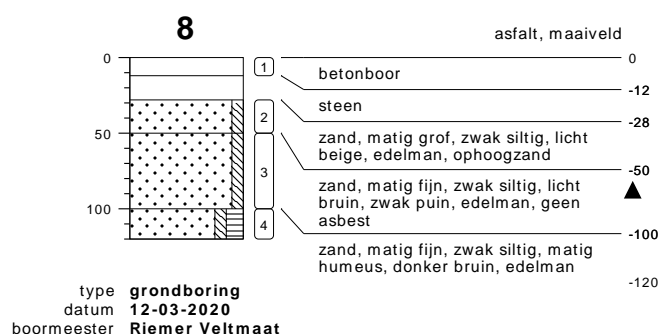 8
asfalt, maaiveld
0
0
1
betonboor
-12
steen
-28
2
zand, matig grof, zwak siltig, licht
beige, edelman, ophoogzand
50
-50
3
zand, matig fijn, zwak siltig, licht
bruin, zwak puin, edelman, geen
asbest
100
-100
4
zand, matig fijn, zwak siltig, matig
humeus, donker bruin, edelman
-120
type grondboring
datum 12-03-2020
boormeester Riemer Veltmaat